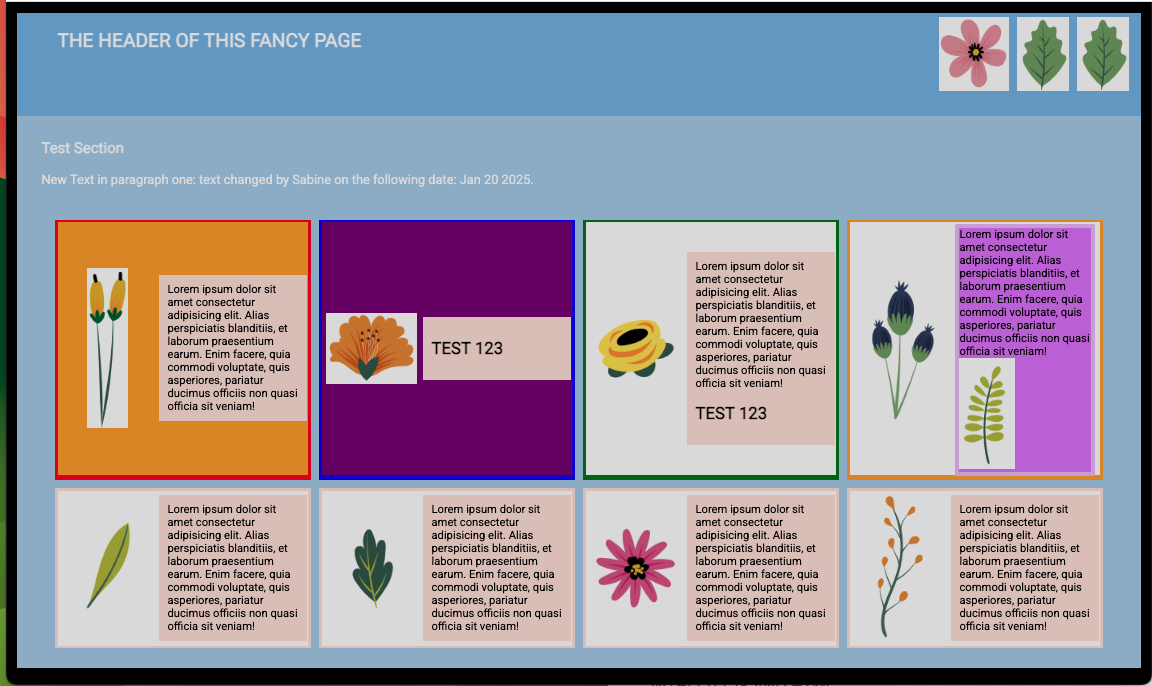 THE HEADER OF THIS FANCY PAGE
Test Section
New Text in paragraph one: text changed by Sabine on the following date: Jan 20 2025.
Lorem ipsum dolor sit
amet consectetur
adipisicing elit. Alias
perspiciatis blanditiis, et
laborum praesentium
earum. Enim facere, quia
commodi voluptate, quis
asperiores, pariatur
ducimus officiis non quasi
officia sit veniam!
TEST 123
Lorem ipsum dolor sit
amet consectetur
adipisicing elit. Alias
perspiciatis blanditiis, et
laborum praesentium
earum. Enim facere, quia
commodi voluptate, quis
asperiores, pariatur
ducimus officiis non quasi
officia sit veniam!
TEST 123
Lorem ipsum dolor sit
amet consectetur
adipisicing elit. Alias
perspiciatis blanditiis, et
laborum praesentium
earum. Enim facere, quia
commodi voluptate, quis
asperiores, pariatur
ducimus officiis non quasi
officia sit veniam!
Lorem ipsum dolor sit
amet consectetur
adipisicing elit. Alias
perspiciatis blanditiis, et
laborum praesentium
earum. Enim facere, quia
commodi voluptate, quis
asperiores, pariatur
ducimus officiis non quasi
officia sit veniam!
Lorem ipsum dolor sit
amet consectetur
adipisicing elit. Alias
perspiciatis blanditiis, et
laborum praesentium
earum. Enim facere, quia
commodi voluptate, quis
asperiores, pariatur
ducimus officiis non quasi
officia sit veniam!
Lorem ipsum dolor sit
amet consectetur
adipisicing elit. Alias
perspiciatis blanditiis, et
laborum praesentium
earum. Enim facere, quia
commodi voluptate, quis
asperiores, pariatur
ducimus officiis non quasi
officia sit veniam!
Lorem ipsum dolor sit
amet consectetur
adipisicing elit. Alias
perspiciatis blanditiis, et
laborum praesentium
earum. Enim facere, quia
commodi voluptate, quis
asperiores, pariatur
ducimus officiis non quasi
officia sit veniam!